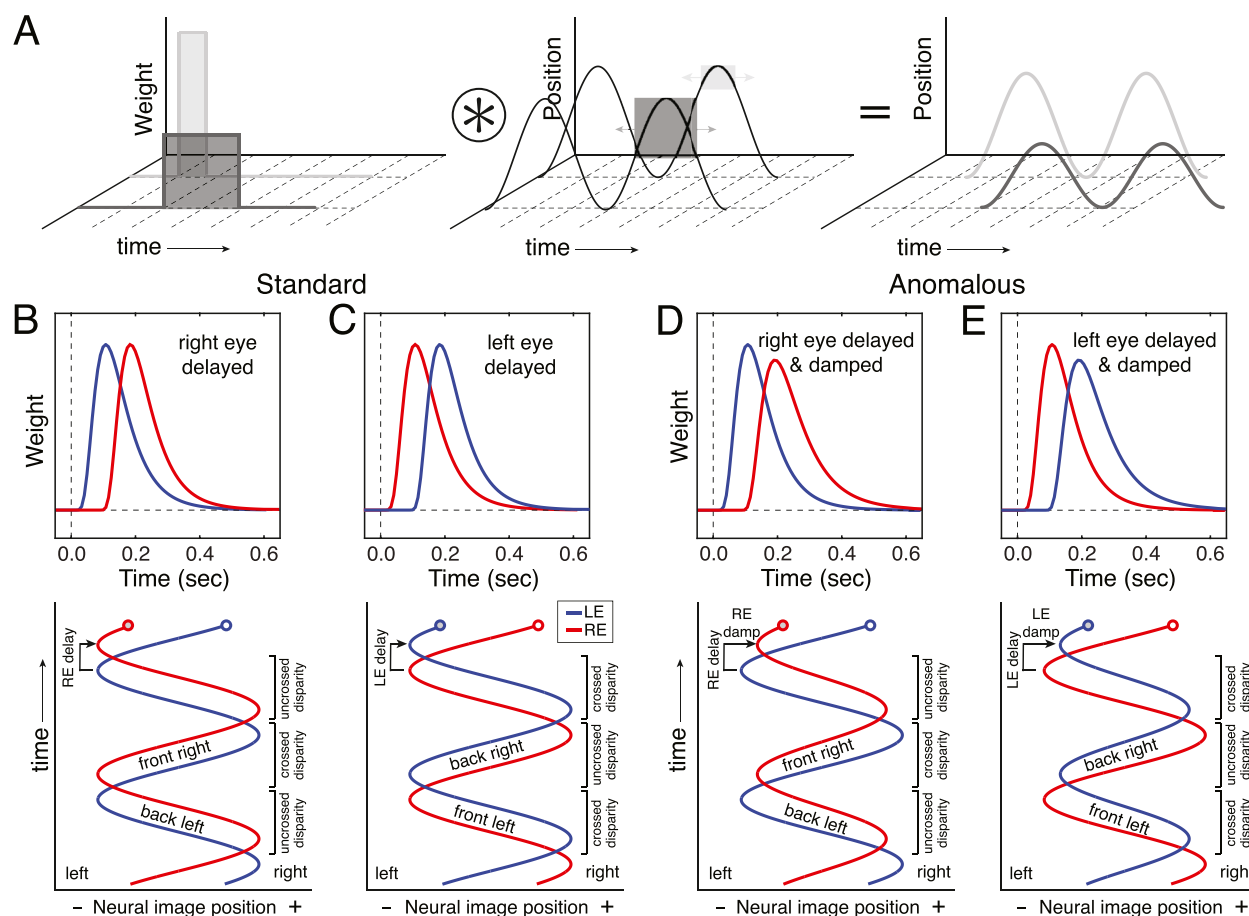 A
Weight
time
*
Position
time
=
Position
time
Standard
Anomalous
B
Weight
right eye
delayed
0.0 0.2 0.4 0.6
Time (sec)
C
left eye
delayed
0.0 0.2 0.4 0.6
Time (sec)
D
Weight
right eye delayed
& damped
0.0 0.2 0.4 0.6
Time (sec)
E
left eye delayed
& damped
0.0 0.2 0.4 0.6
Time (sec)
time
RE delay
front right
back left
uncrossed
disparity
crossed
disparity
uncrossed
disparity
left
right
– Neural image position +
LE
RE
LE delay
back right
front left
crossed
disparity
uncrossed
disparity
crossed
disparity
left
right
– Neural image position +
time
RE
damp
RE delay
front right
back left
uncrossed
disparity
crossed
disparity
uncrossed
disparity
left
right
– Neural image position +
LE
damp
LE delay
back right
front left
crossed
disparity
uncrossed
disparity
crossed
disparity
left
right
– Neural image position +